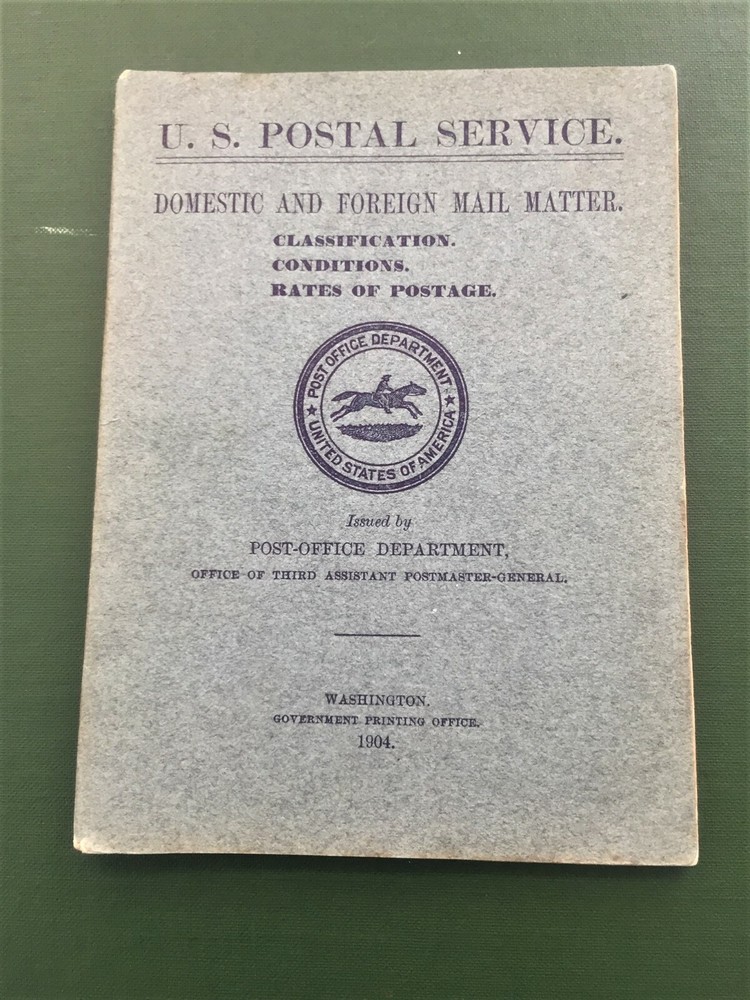 U. S. POSTAL SERVICE.
DOMESTIC AND FOREIGN MAIL MATTER.
CLASSIFICATION.
CONDITIONS.
RATES OF POSTAGE.
POST OFFICE DEPARTMENT
UNITED STATES OF AMERICA
Issued by
POST-OFFICE DEPARTMENT,
OFFICE OF THIRD ASSISTANT POSTMASTER-GENERAL.
WASHINGTON.
GOVERNMENT PRINTING OFFICE.
1904.